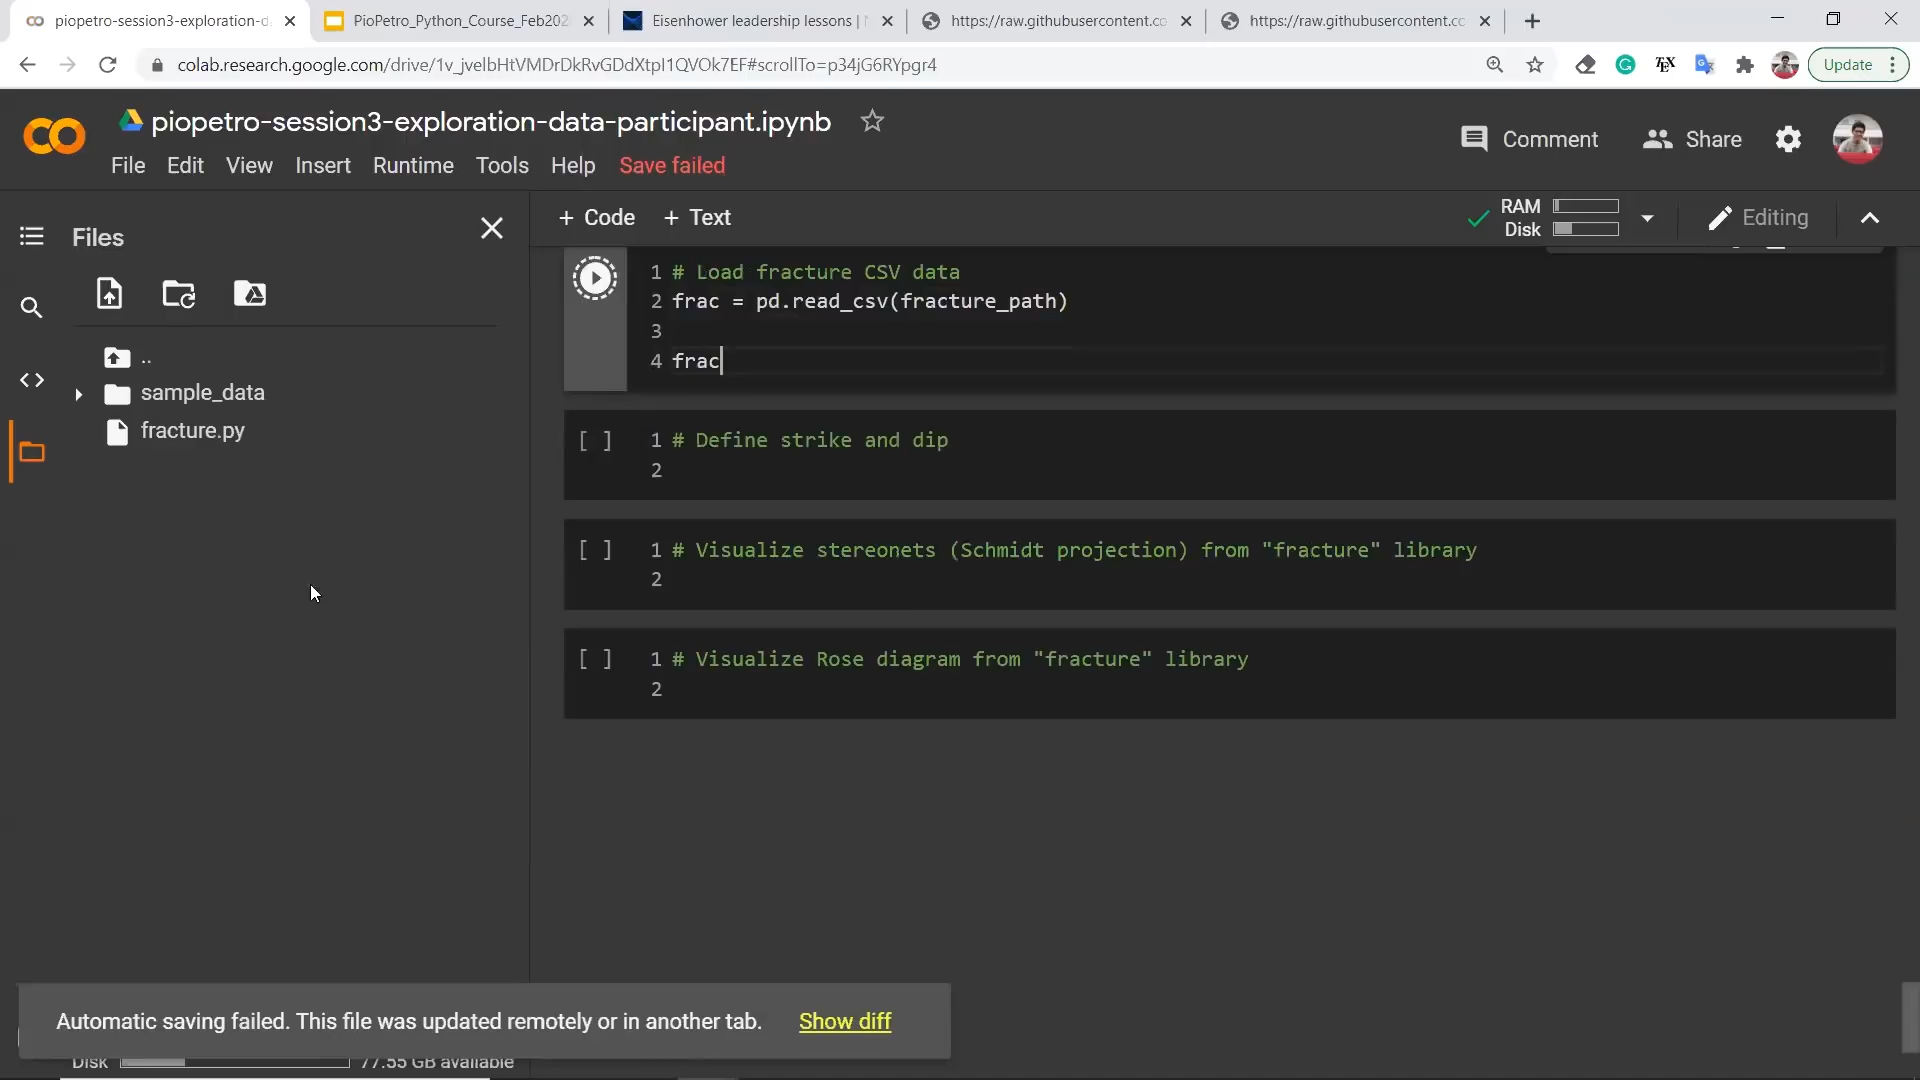 piopetro-session3-exploration-d
PioPetro_Python_Course_Feb202
Eisenhower leadership lessons |
https://raw.githubusercontent.co
https://raw.githubusercontent.cc
colab.research.google.com/drive/1v_jvelbHtVMDrDkRvGDdXtpI1QVOk7EF#scrollTo=p34jG6RYpgr4
Update
piopetro-session3-exploration-data-participant.ipynb
Comment
Share
File Edit View Insert Runtime Tools Help Save failed
Files
+ Code + Text
RAM
Disk
Editing
..
sample_data
fracture.py
1 # Load fracture CSV data
2 frac = pd.read_csv(fracture_path)
3
4 frac
[ ] 1 # Define strike and dip
2
[ ] 1 # Visualize stereonets (Schmidt projection) from "fracture" library
2
[ ] 1 # Visualize Rose diagram from "fracture" library
2
Automatic saving failed. This file was updated remotely or in another tab. Show diff
Disk 77.55 GB available